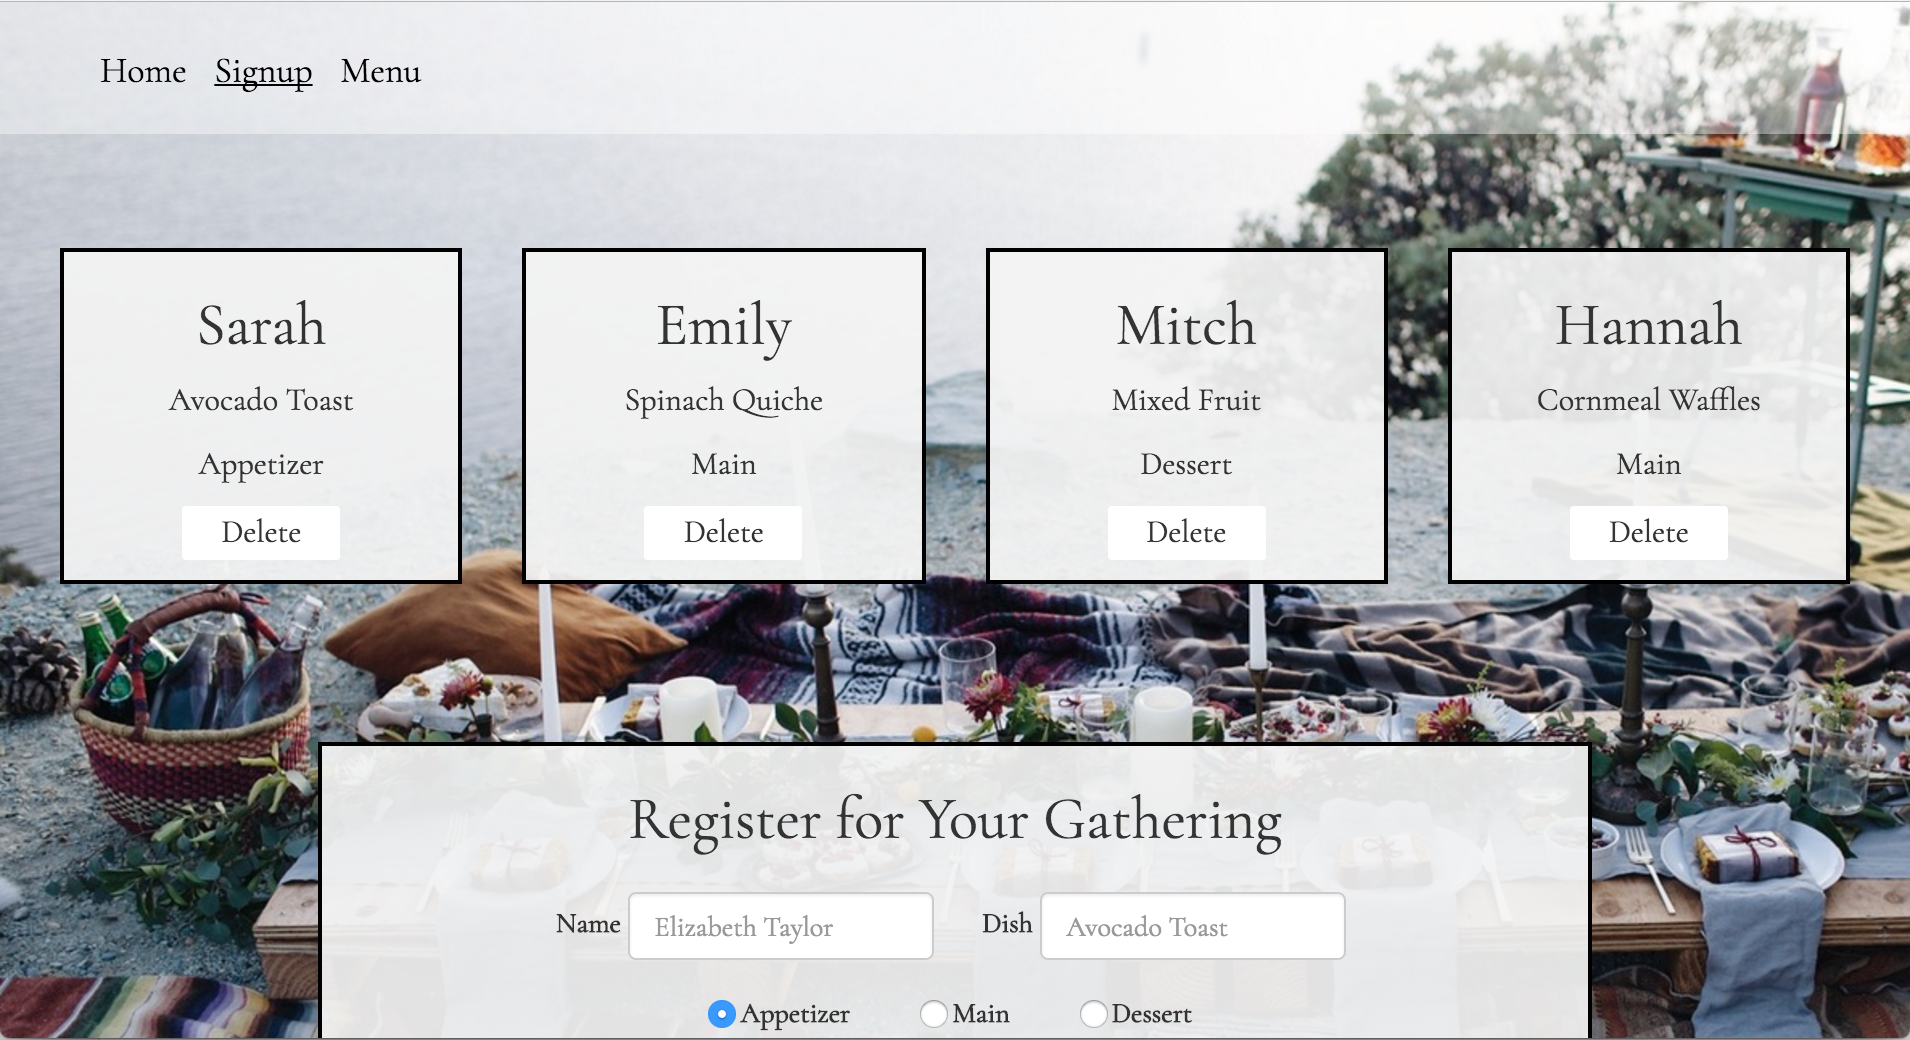 Home Signup Menu
Sarah
Avocado Toast
Appetizer
Delete
Emily
Spinach Quiche
Main
Delete
Mitch
Mixed Fruit
Dessert
Delete
Hannah
Cornmeal Waffles
Main
Delete
Register for Your Gathering
Name Elizabeth Taylor Dish Avocado Toast
Appetizer Main Dessert